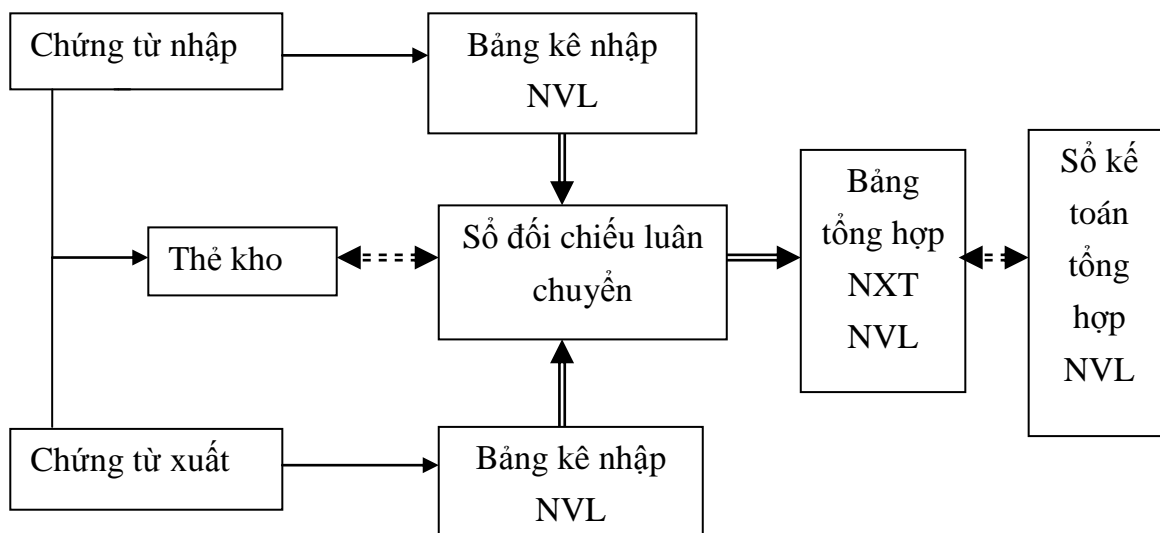 Chứng từ nhập
Bảng kê nhập
NVL
Thẻ kho
Sổ đối chiếu luân
chuyển
Bảng
tổng hợp
NXT
NVL
Sổ kế
toán
tổng
hợp
NVL
Chứng từ xuất
Bảng kê nhập
NVL